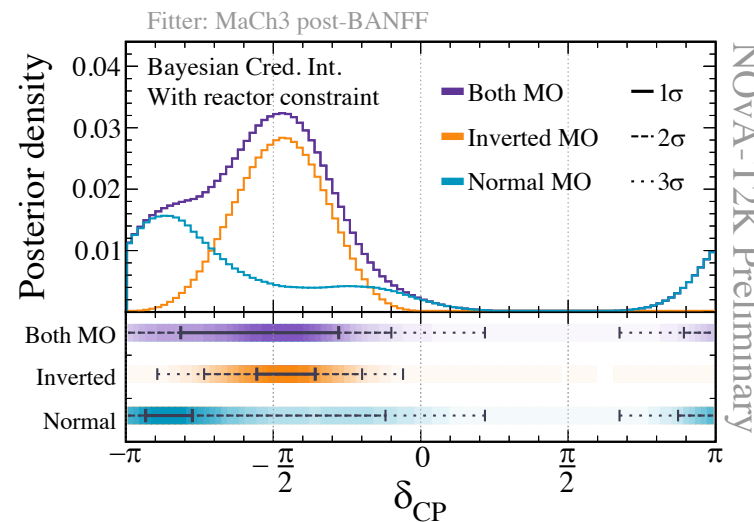 Fitter: MaCh3 post-BANFF
NOvA-T2K Preliminary
Posterior density
0.04
0.03
0.02
0.01
Bayesian Cred. Int.
With reactor constraint
Both MO
Inverted MO
Normal MO
1σ
2σ
3σ
Both MO
Inverted
Normal
−π
−π/2
0
π/2
π
δCP